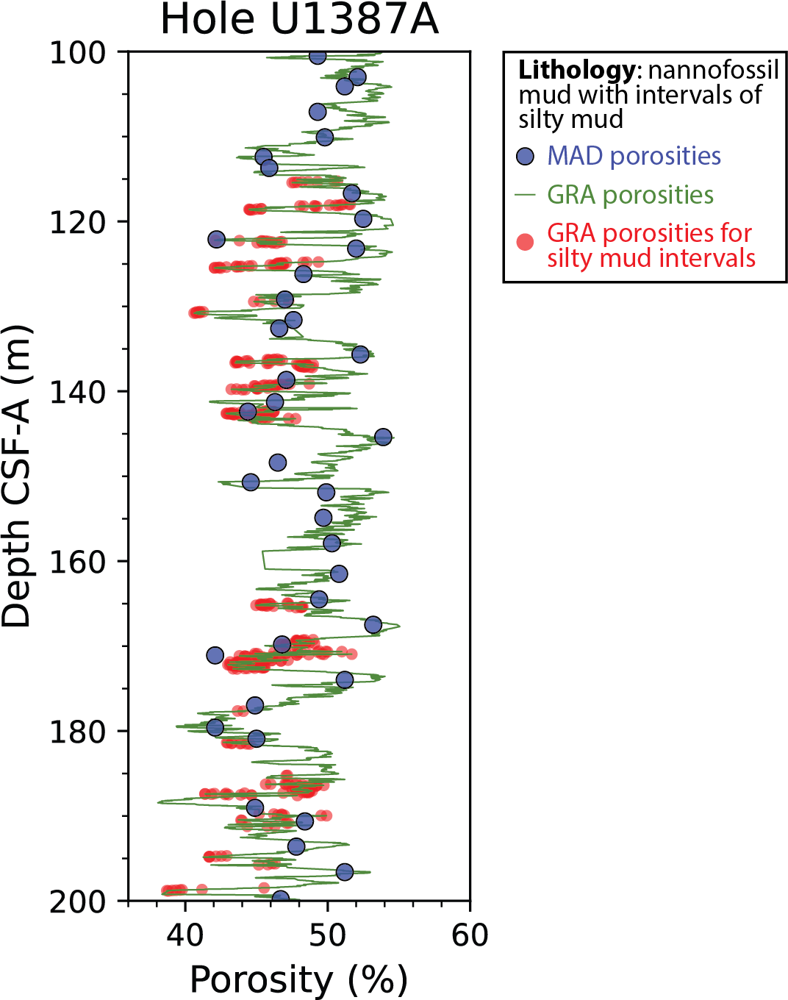 Hole U1387A
100
120
140
160
180
200
Depth CSF-A (m)
40
50
60
Porosity (%)
Lithology: nannofossil
mud with intervals of
silty mud
MAD porosities
GRA porosities
GRA porosities for
silty mud intervals